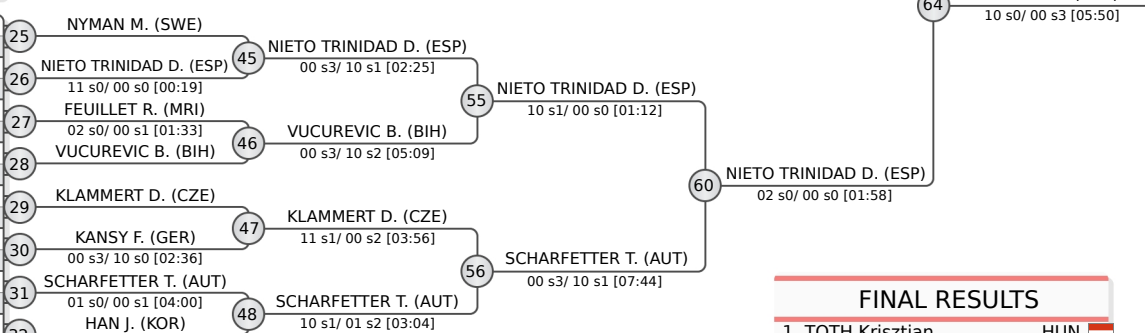 64
10 s0/ 00 s3 [05:50]
25
NYMAN M. (SWE)
45
NIETO TRINIDAD D. (ESP)
00 s3/ 10 s1 [02:25]
26
NIETO TRINIDAD D. (ESP)
11 s0/ 00 s0 [00:19]
55
NIETO TRINIDAD D. (ESP)
10 s1/ 00 s0 [01:12]
27
FEUILLET R. (MRI)
02 s0/ 00 s1 [01:33]
46
VUCUREVIC B. (BIH)
00 s3/ 10 s2 [05:09]
28
VUCUREVIC B. (BIH)
60
NIETO TRINIDAD D. (ESP)
02 s0/ 00 s0 [01:58]
29
KLAMMERT D. (CZE)
47
KLAMMERT D. (CZE)
11 s1/ 00 s2 [03:56]
30
KANSY F. (GER)
00 s3/ 10 s0 [02:36]
56
SCHARFETTER T. (AUT)
00 s3/ 10 s1 [07:44]
31
SCHARFETTER T. (AUT)
01 s0/ 00 s1 [04:00]
48
SCHARFETTER T. (AUT)
10 s1/ 01 s2 [03:04]
HAN J. (KOR)
FINAL RESULTS
1 TOTH Krisztian HUN